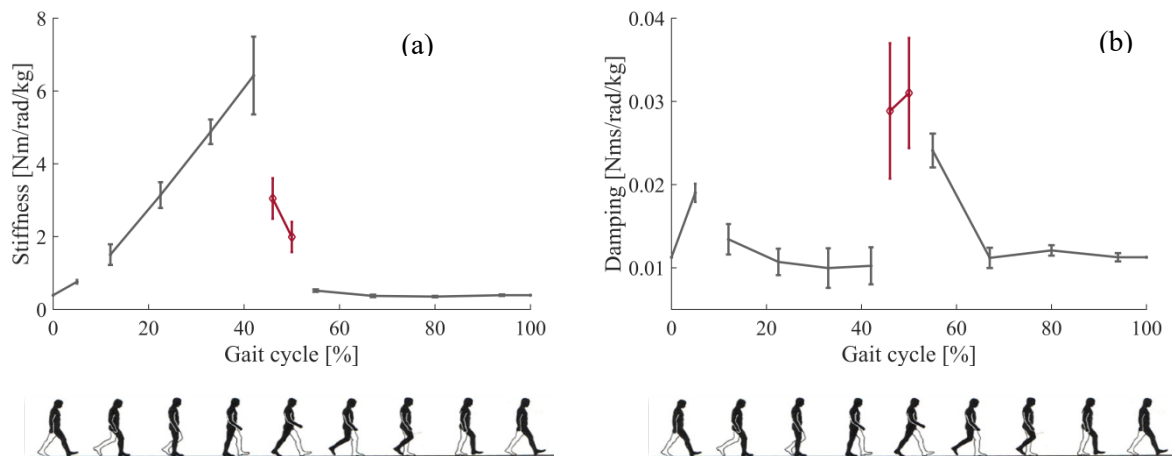 (a)
Stiffness [Nm/rad/kg]
8
6
4
2
0
0 20 40 60 80 100
Gait cycle [%]
(b)
Damping [Nms/rad/kg]
0.04
0.03
0.02
0.01
0 20 40 60 80 100
Gait cycle [%]